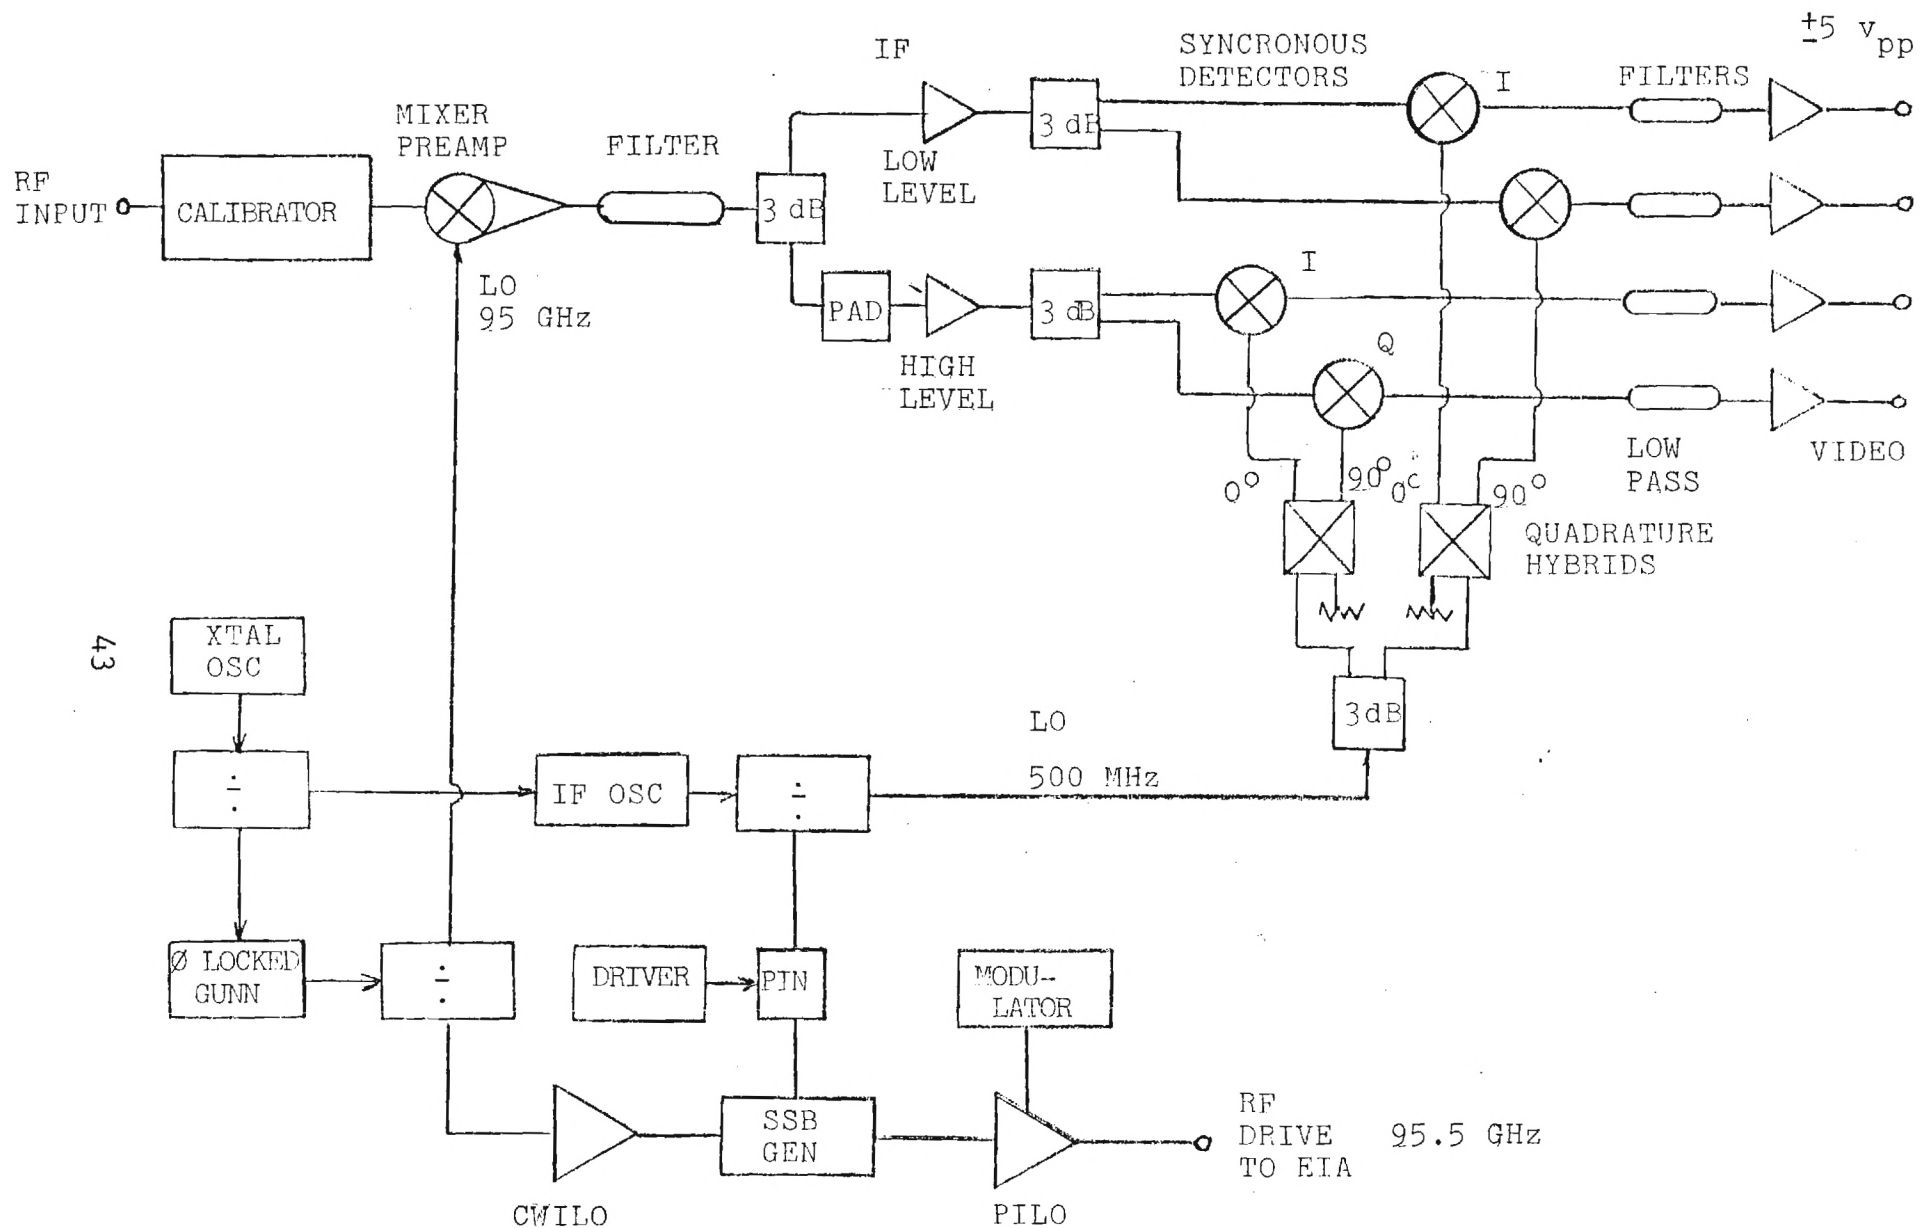 ±5 vpp
IF
SYNCRONOUS
DETECTORS
I
FILTERS
MIXER
PREAMP
FILTER
3 dB
LOW
LEVEL
RF
INPUT
CALIBRATOR
3 dB
LO
95 GHz
I
PAD
3 dB
HIGH
LEVEL
Q
LOW
PASS
VIDEO
0°
90°
0°
90°
QUADRATURE
HYBRIDS
43
XTAL
OSC
3dB
LO
500 MHz
÷
IF OSC
÷
Ø LOCKED
GUNN
÷
DRIVER
PIN
MODU-
LATOR
SSB
GEN
RF
DRIVE 95.5 GHz
TO EIA
CWILO
PILO